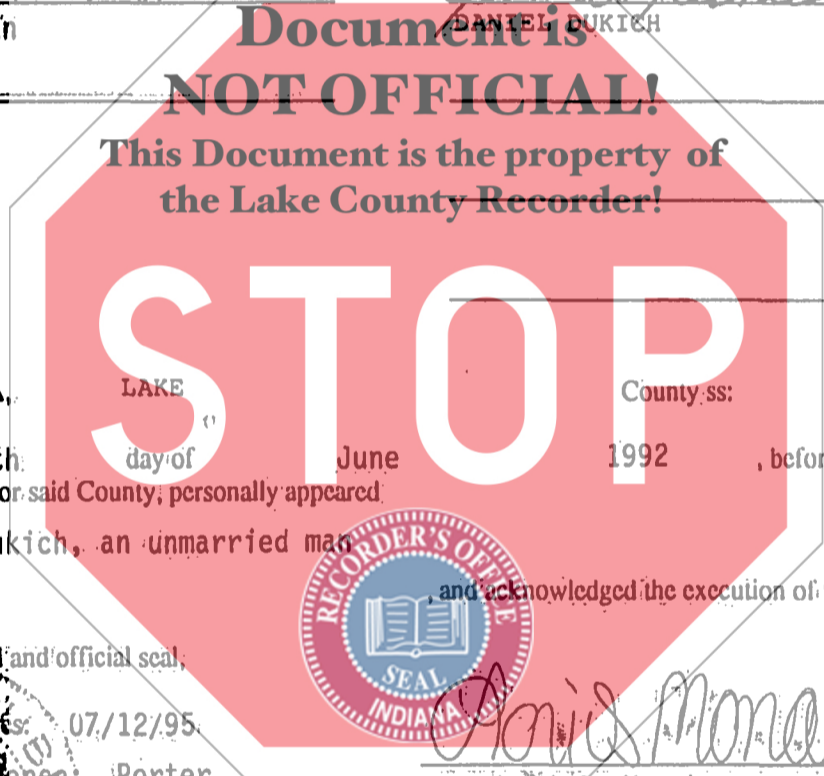 Document is
DANIEL DUKICH
NOT OFFICIAL!
This Document is the property of
the Lake County Recorder!
STOP
LAKE County ss:
day of June 1992 , befor
or said County, personally appeared
ukich, an unmarried man
RECORDER'S OFFICE
, and acknowledged the execution of
SEAL
INDIANA
and official seal,
07/12/95
Porter